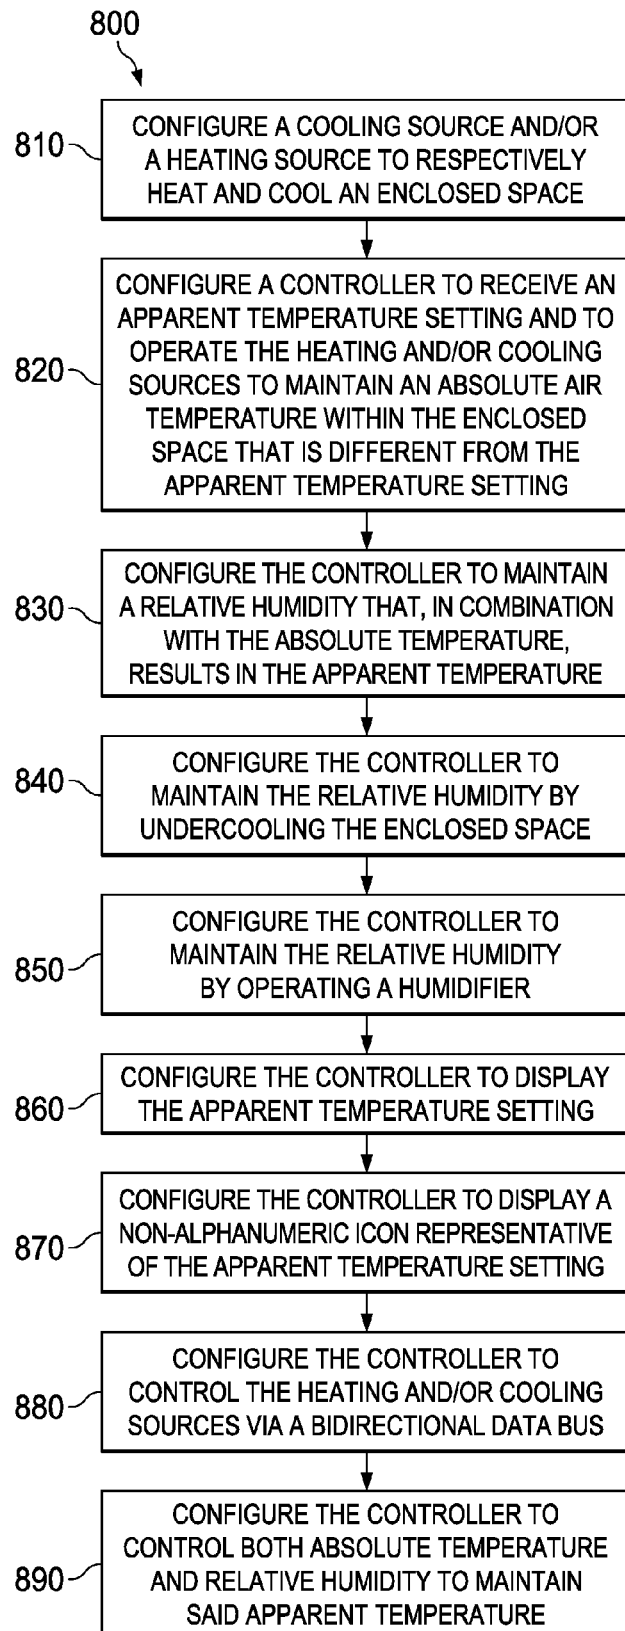 800
810
CONFIGURE A COOLING SOURCE AND/OR
A HEATING SOURCE TO RESPECTIVELY
HEAT AND COOL AN ENCLOSED SPACE
820
CONFIGURE A CONTROLLER TO RECEIVE AN
APPARENT TEMPERATURE SETTING AND TO
OPERATE THE HEATING AND/OR COOLING
SOURCES TO MAINTAIN AN ABSOLUTE AIR
TEMPERATURE WITHIN THE ENCLOSED
SPACE THAT IS DIFFERENT FROM THE
APPARENT TEMPERATURE SETTING
830
CONFIGURE THE CONTROLLER TO MAINTAIN
A RELATIVE HUMIDITY THAT, IN COMBINATION
WITH THE ABSOLUTE TEMPERATURE,
RESULTS IN THE APPARENT TEMPERATURE
840
CONFIGURE THE CONTROLLER TO
MAINTAIN THE RELATIVE HUMIDITY BY
UNDERCOOLING THE ENCLOSED SPACE
850
CONFIGURE THE CONTROLLER TO
MAINTAIN THE RELATIVE HUMIDITY
BY OPERATING A HUMIDIFIER
860
CONFIGURE THE CONTROLLER TO DISPLAY
THE APPARENT TEMPERATURE SETTING
870
CONFIGURE THE CONTROLLER TO DISPLAY A
NON-ALPHANUMERIC ICON REPRESENTATIVE
OF THE APPARENT TEMPERATURE SETTING
880
CONFIGURE THE CONTROLLER TO
CONTROL THE HEATING AND/OR COOLING
SOURCES VIA A BIDIRECTIONAL DATA BUS
890
CONFIGURE THE CONTROLLER TO
CONTROL BOTH ABSOLUTE TEMPERATURE
AND RELATIVE HUMIDITY TO MAINTAIN
SAID APPARENT TEMPERATURE